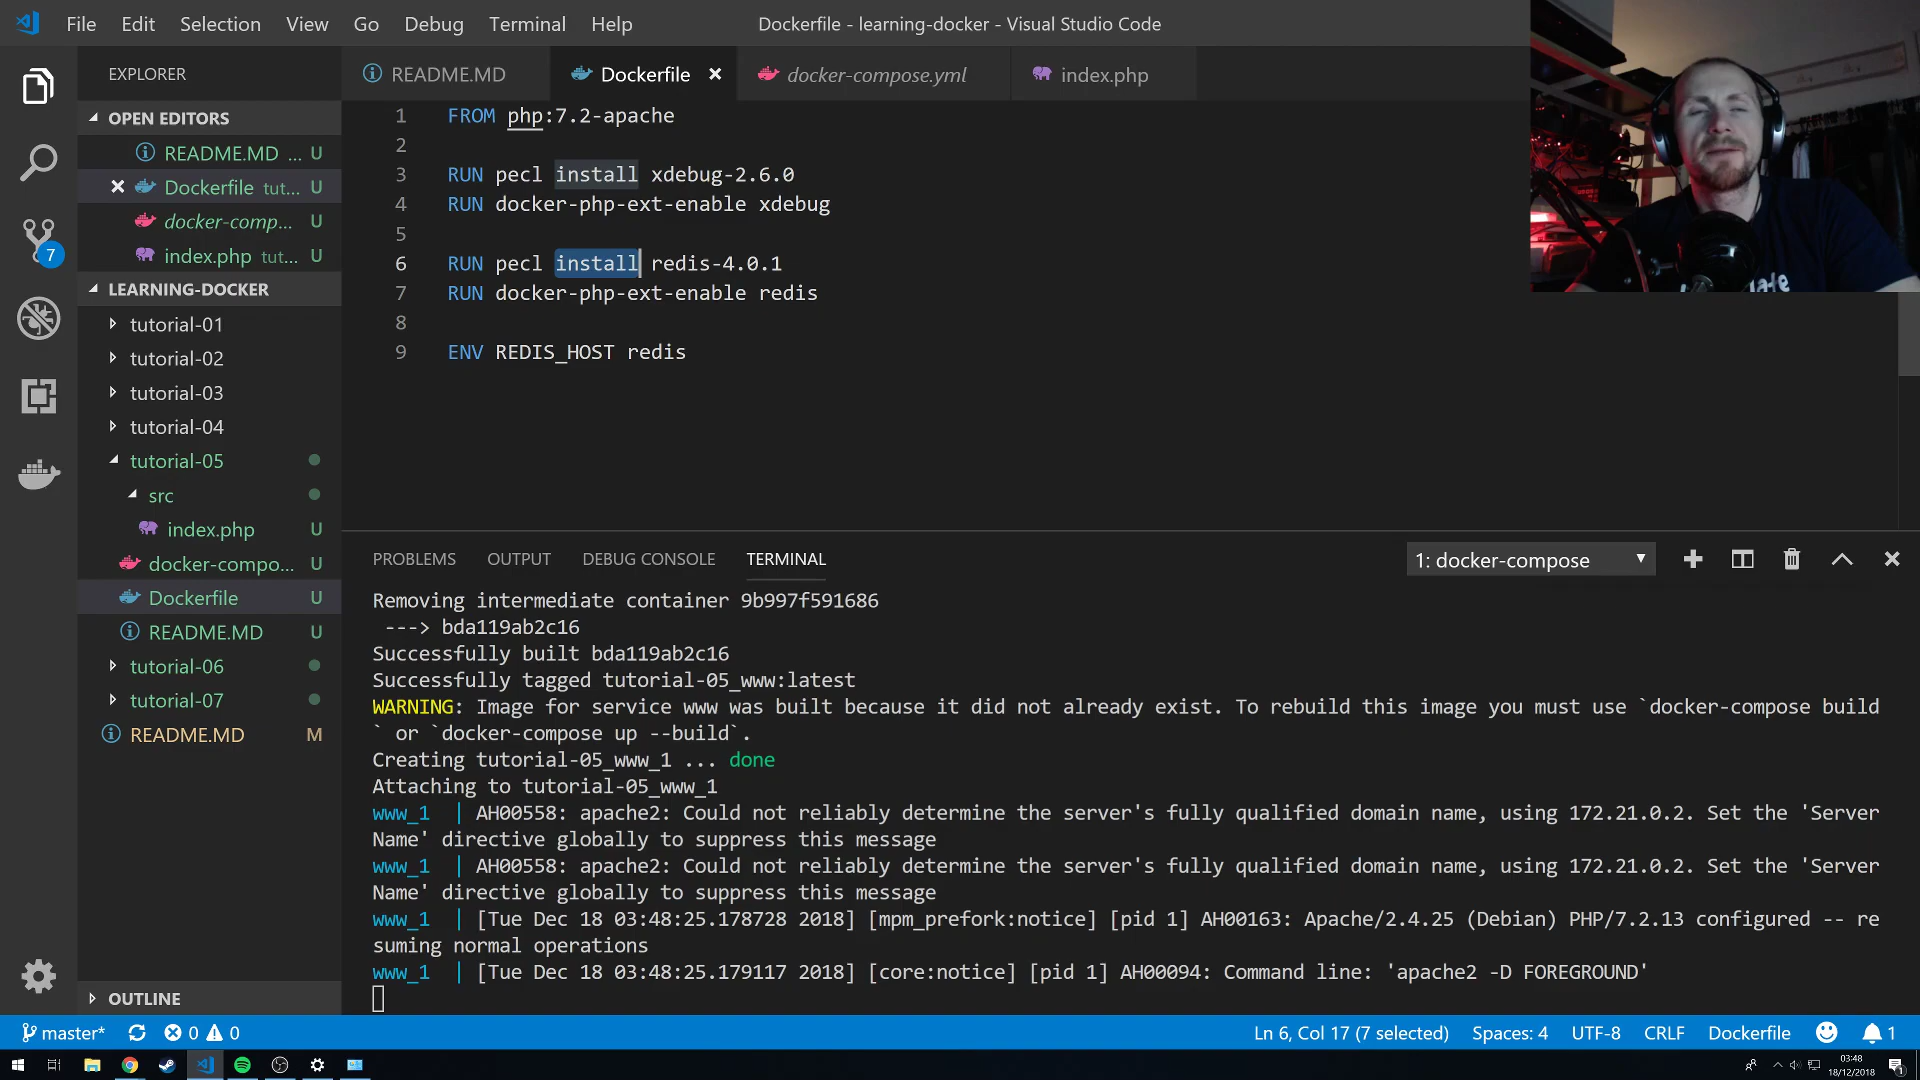 File Edit Selection View Go Debug Terminal Help
Dockerfile - learning-docker - Visual Studio Code
EXPLORER
README.MD
Dockerfile
docker-compose.yml
index.php
OPEN EDITORS
README.MD ... U
Dockerfile tut... U
docker-comp... U
index.php tut... U
7
LEARNING-DOCKER
tutorial-01
tutorial-02
tutorial-03
tutorial-04
tutorial-05
src
index.php U
docker-compo... U
Dockerfile U
README.MD U
tutorial-06
tutorial-07
README.MD M
OUTLINE
1 FROM php:7.2-apache
2
3 RUN pecl install xdebug-2.6.0
4 RUN docker-php-ext-enable xdebug
5
6 RUN pecl install redis-4.0.1
7 RUN docker-php-ext-enable redis
8
9 ENV REDIS_HOST redis
PROBLEMS OUTPUT DEBUG CONSOLE TERMINAL
1: docker-compose
Removing intermediate container 9b997f591686
---> bda119ab2c16
Successfully built bda119ab2c16
Successfully tagged tutorial-05_www:latest
WARNING: Image for service www was built because it did not already exist. To rebuild this image you must use `docker-compose build
` or `docker-compose up --build`.
Creating tutorial-05_www_1 ... done
Attaching to tutorial-05_www_1
www_1 | AH00558: apache2: Could not reliably determine the server's fully qualified domain name, using 172.21.0.2. Set the 'Server
Name' directive globally to suppress this message
www_1 | AH00558: apache2: Could not reliably determine the server's fully qualified domain name, using 172.21.0.2. Set the 'Server
Name' directive globally to suppress this message
www_1 | [Tue Dec 18 03:48:25.178728 2018] [mpm_prefork:notice] [pid 1] AH00163: Apache/2.4.25 (Debian) PHP/7.2.13 configured -- re
suming normal operations
www_1 | [Tue Dec 18 03:48:25.179117 2018] [core:notice] [pid 1] AH00094: Command line: 'apache2 -D FOREGROUND'
master* 0 0
Ln 6, Col 17 (7 selected) Spaces: 4 UTF-8 CRLF Dockerfile 1
03:48
18/12/2018